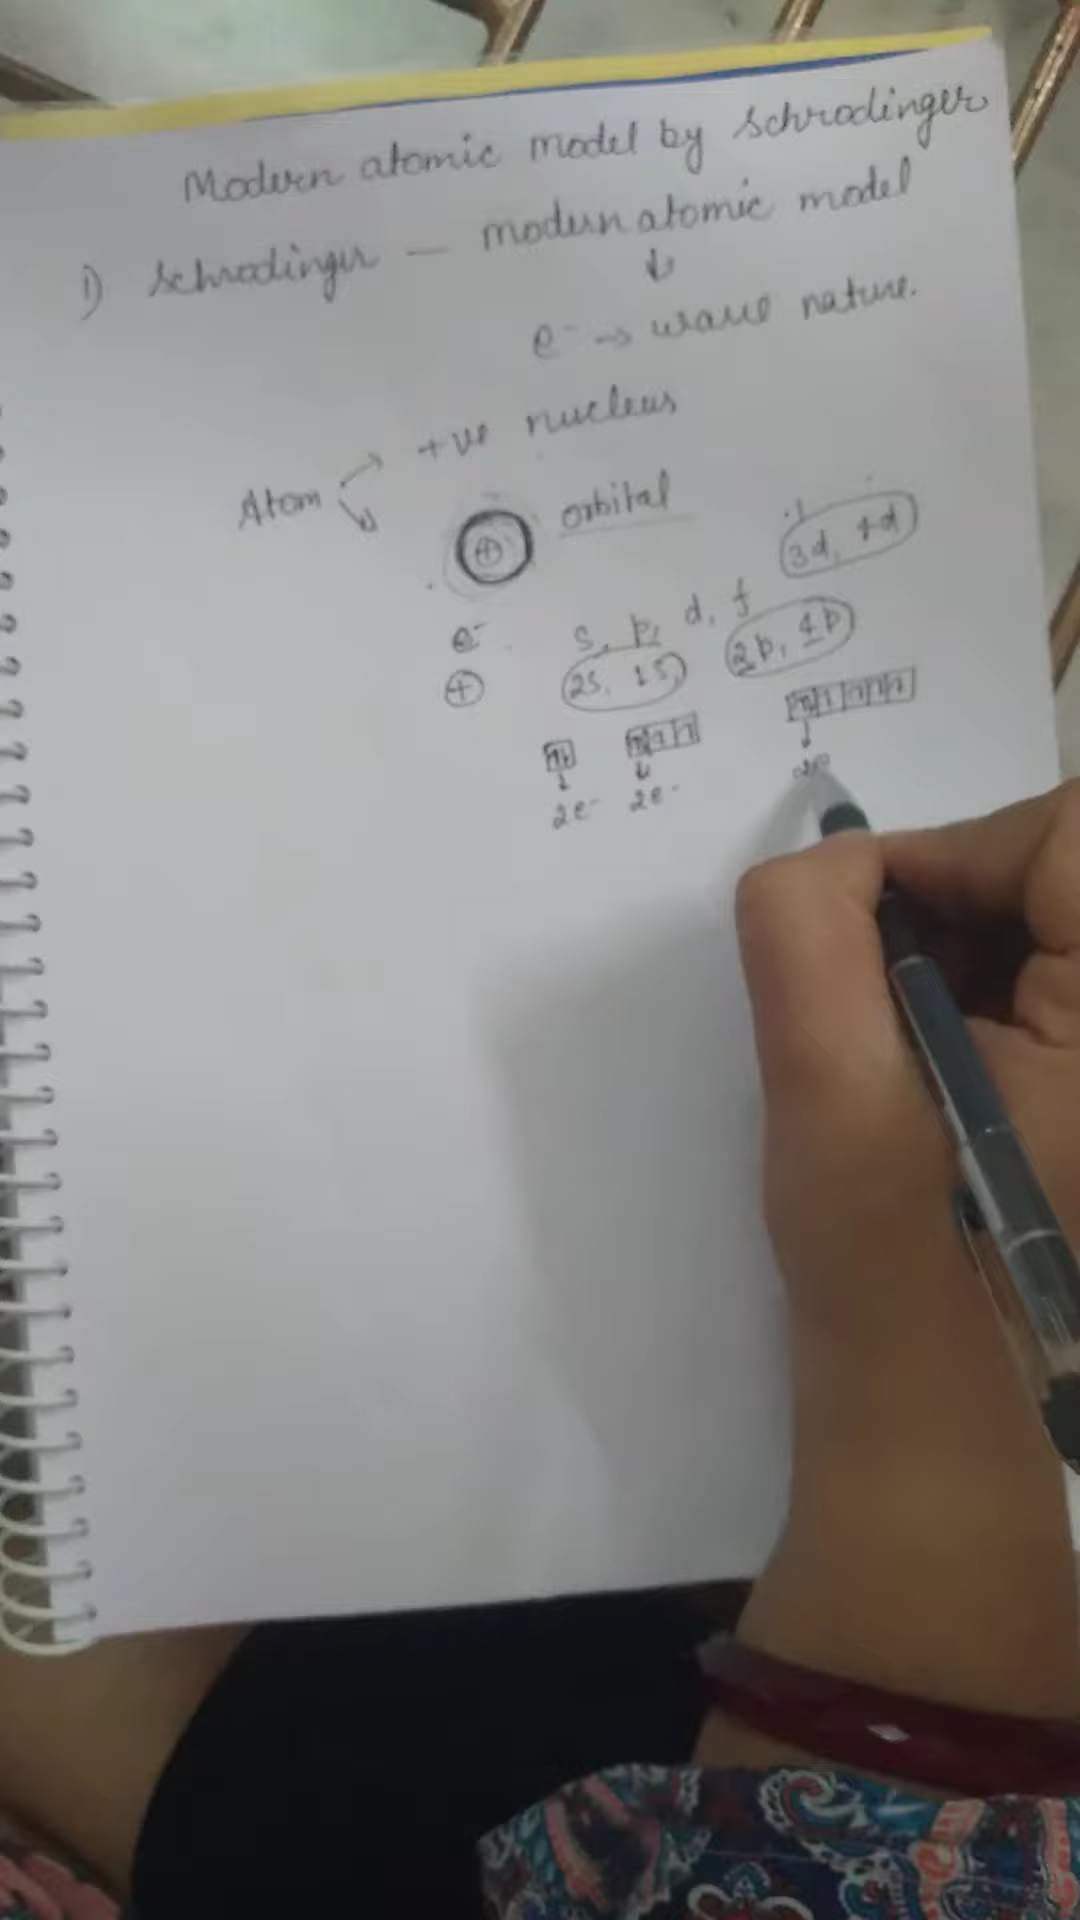 Modern atomic model by schrodinger
1) schrodinger — modern atomic model
↓
e⁻ → wave nature.
Atom → +ve nucleus
⊕ orbital
3d, 4d
e⁻ s, p, d, f
⊕ 2s, 1s, 2p, 4p
2e⁻ 2e⁻